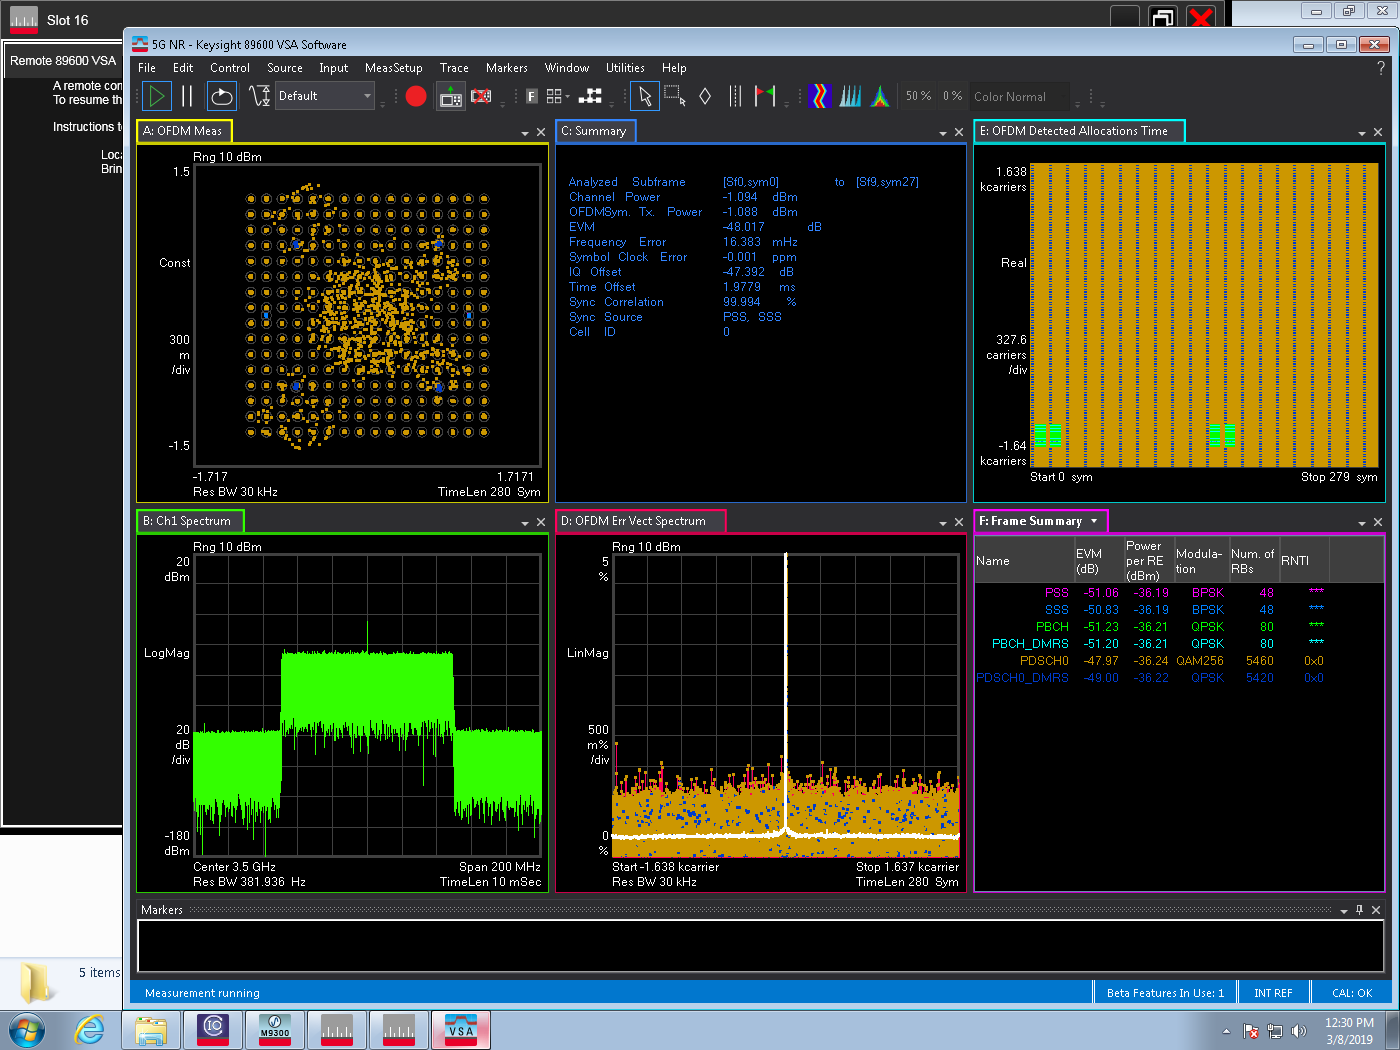 Slot 16
Remote 89600 VSA
A remote con
To resume th
Instructions to
Loca
Brin
5 items
5G NR - Keysight 89600 VSA Software
File Edit Control Source Input MeasSetup Trace Markers Window Utilities Help
?
Default
F
50 % 0 % Color Normal
A: OFDM Meas
Rng 10 dBm
1.5
Const
300
m
/div
-1.5
-1.717 1.7171
Res BW 30 kHz TimeLen 280 Sym
C: Summary
Analyzed Subframe [Sf0,sym0] to [Sf9,sym27]
Channel Power -1.094 dBm
OFDMSym. Tx. Power -1.088 dBm
EVM -48.017 dB
Frequency Error 16.383 mHz
Symbol Clock Error -0.001 ppm
IQ Offset -47.392 dB
Time Offset 1.9779 ms
Sync Correlation 99.994 %
Sync Source PSS, SSS
Cell ID 0
E: OFDM Detected Allocations Time
1.638
kcarriers
Real
327.6
carriers
/div
-1.64
kcarriers
Start 0 sym Stop 279 sym
B: Ch1 Spectrum
Rng 10 dBm
20
dBm
LogMag
20
dB
/div
-180
dBm
Center 3.5 GHz Span 200 MHz
Res BW 381.936 Hz TimeLen 10 mSec
D: OFDM Err Vect Spectrum
Rng 10 dBm
5
%
LinMag
500
m%
/div
0
%
Start -1.638 kcarrier Stop 1.637 kcarrier
Res BW 30 kHz TimeLen 280 Sym
F: Frame Summary
Name EVM (dB) Power per RE (dBm) Modula-tion Num. of RBs RNTI
PSS -51.06 -36.19 BPSK 48 ***
SSS -50.83 -36.19 BPSK 48 ***
PBCH -51.23 -36.21 QPSK 80 ***
PBCH_DMRS -51.20 -36.21 QPSK 80 ***
PDSCH0 -47.97 -36.24 QAM256 5460 0x0
PDSCH0_DMRS -49.00 -36.22 QPSK 5420 0x0
Markers
Measurement running
Beta Features In Use: 1 INT REF CAL: OK
IO
M9300
VSA
12:30 PM
3/8/2019